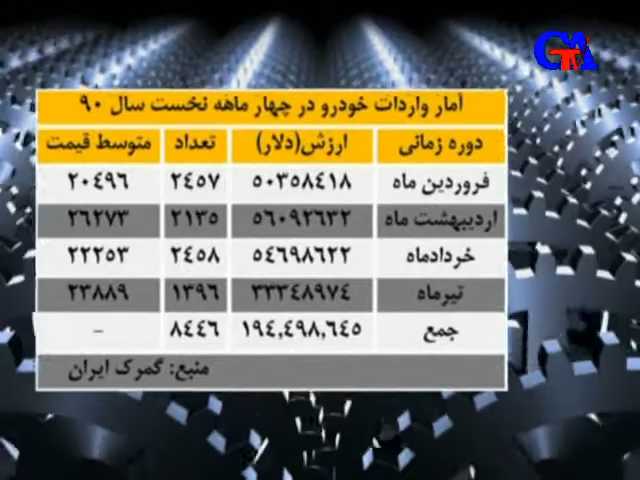 GTA
آمار واردات خودرو در چهار ماهه نخست سال ۹۰
دوره زمانی ارزش(دلار) تعداد متوسط قیمت
فروردین ماه ۵۰۳۵۸۴۱۸ ۲۴۵۷ ۲۰۴۹۶
اردیبهشت ماه ۵۶۰۹۲۶۳۲ ۲۱۳۵ ۲۶۲۷۳
خردادماه ۵۴۶۹۸۶۲۲ ۲۴۵۸ ۲۲۲۵۳
تیرماه ۳۳۳۴۸۹۷۴ ۱۳۹۶ ۲۳۸۸۹
جمع ۱۹۴,۴۹۸,۶۴۵ ۸۴۴۶ -
منبع: گمرک ایران